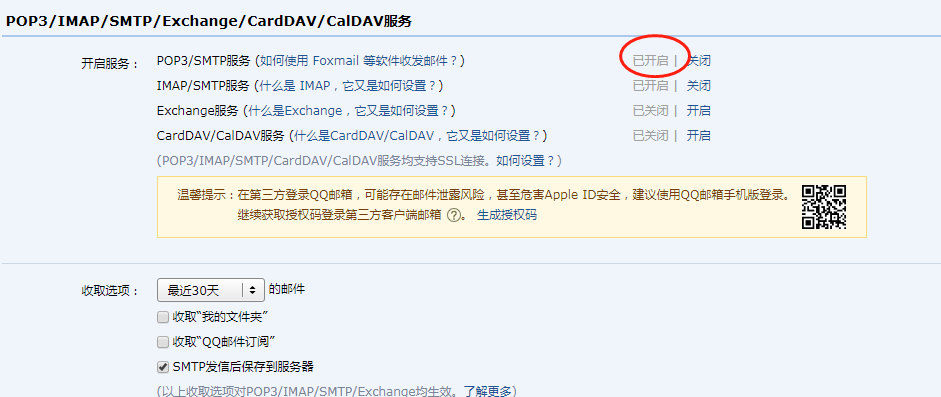 POP3/IMAP/SMTP/Exchange/CardDAV/CalDAV服务
开启服务： POP3/SMTP服务 (如何使用 Foxmail 等软件收发邮件？) 已开启 | 关闭
IMAP/SMTP服务 (什么是 IMAP，它又是如何设置？) 已开启 | 关闭
Exchange服务 (什么是Exchange，它又是如何设置？) 已关闭 | 开启
CardDAV/CalDAV服务 (什么是CardDAV/CalDAV，它又是如何设置？) 已关闭 | 开启
(POP3/IMAP/SMTP/CardDAV/CalDAV服务均支持SSL连接。如何设置？)
温馨提示：在第三方登录QQ邮箱，可能存在邮件泄露风险，甚至危害Apple ID安全，建议使用QQ邮箱手机版登录。
继续获取授权码登录第三方客户端邮箱 ?。 生成授权码
收取选项： 最近30天 的邮件
收取“我的文件夹”
收取“QQ邮件订阅”
SMTP发信后保存到服务器
(以上收取选项对POP3/IMAP/SMTP/Exchange均生效。了解更多)